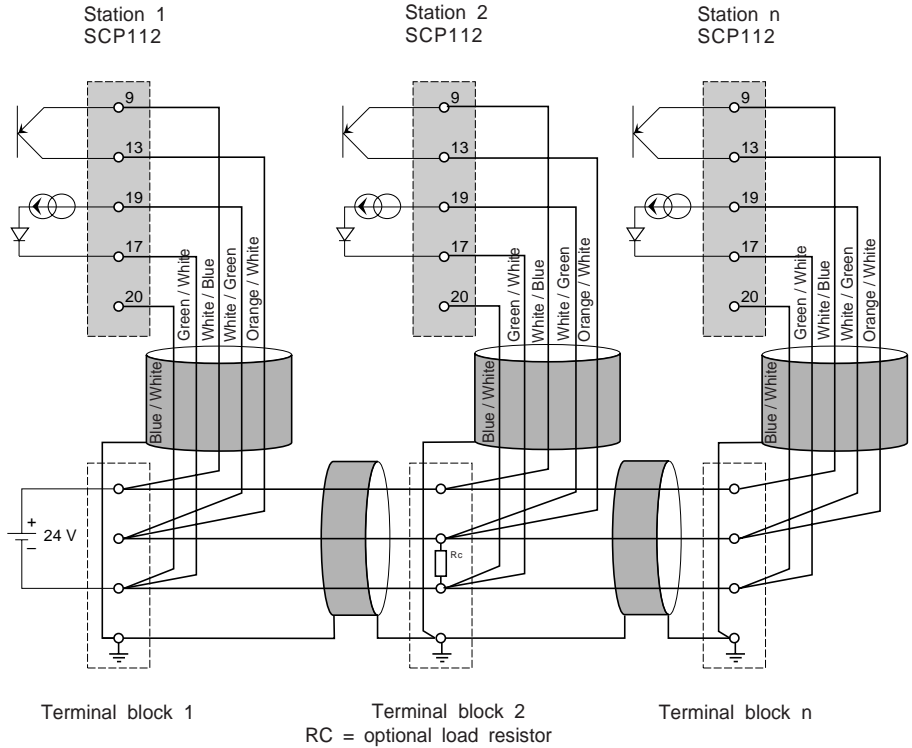 Station 1
SCP112
Station 2
SCP112
Station n
SCP112
9
13
19
17
20
Green / White
White / Blue
White / Green
Orange / White
Blue / White
9
13
19
17
20
Green / White
White / Blue
White / Green
Orange / White
Blue / White
9
13
19
17
20
Green / White
White / Blue
White / Green
Orange / White
Blue / White
+
24 V
–
Rc
Terminal block 1
Terminal block 2
Terminal block n
RC = optional load resistor